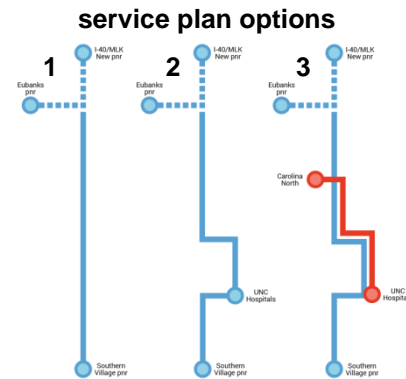 service plan options
1
I-40/MLK
New pnr
Eubanks
pnr
2
I-40/MLK
New pnr
Eubanks
pnr
UNC
Hospitals
3
I-40/MLK
New pnr
Eubanks
pnr
Carolina
North
UNC
Hospita
Southern
Village pnr
Southern
Village pnr
Southern
Village pnr